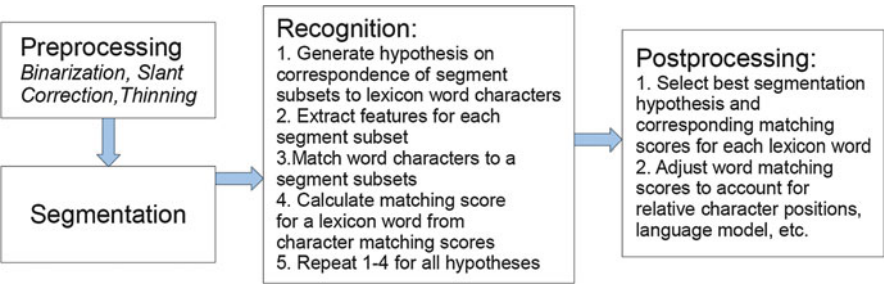 Preprocessing
Binarization, Slant
Correction,Thinning
Segmentation
Recognition:
1. Generate hypothesis on
correspondence of segment
subsets to lexicon word characters
2. Extract features for each
segment subset
3.Match word characters to a
segment subsets
4. Calculate matching score
for a lexicon word from
character matching scores
5. Repeat 1-4 for all hypotheses
Postprocessing:
1. Select best segmentation
hypothesis and
corresponding matching
scores for each lexicon word
2. Adjust word matching
scores to account for
relative character positions,
language model, etc.